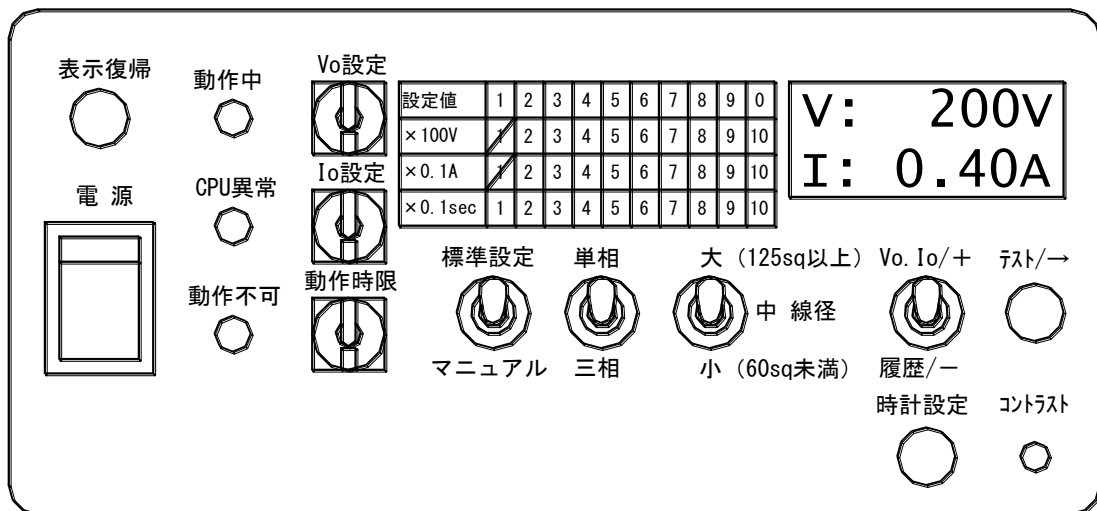 表示復帰
動作中
Vo設定
電 源
CPU異常
Io設定
動作不可
動作時限
設定値 1 2 3 4 5 6 7 8 9 0
×100V 1 2 3 4 5 6 7 8 9 10
×0.1A 1 2 3 4 5 6 7 8 9 10
×0.1sec 1 2 3 4 5 6 7 8 9 10
V: 200V
I: 0.40A
標準設定
マニュアル
単相
三相
大 (125sq以上)
中 線径
小 (60sq未満)
Vo.Io/+
履歴/−
テスト/→
時計設定
コントラスト